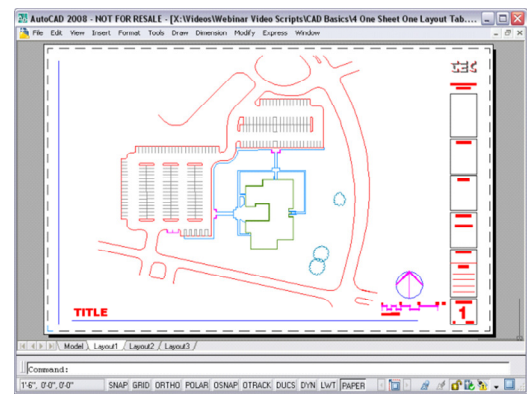 AutoCAD 2008 - NOT FOR RESALE - [X:\Videos\Webinar Video Scripts\CAD Basics\4 One Sheet One Layout Tab....
File Edit View Insert Format Tools Draw Dimension Modify Express Window
TEC
TITLE
1
Model Layout1 Layout2 Layout3
Command:
1'-6", 0'-0", 0'-0" SNAP GRID ORTHO POLAR OSNAP OTRACK DUCS DYN LWT PAPER